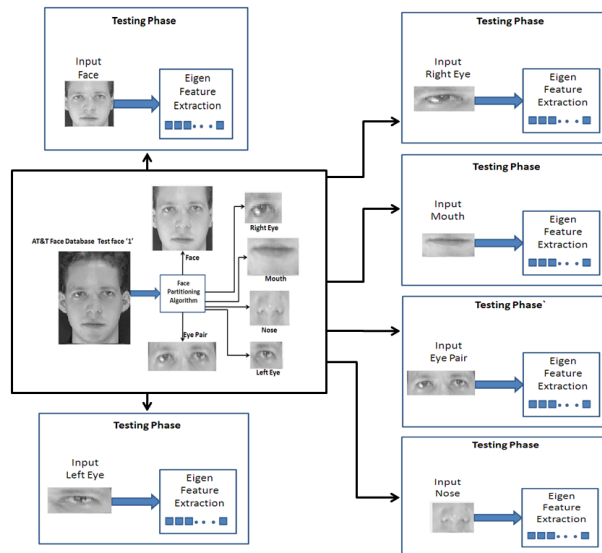 Testing Phase
Input
Face
Eigen
Feature
Extraction
Testing Phase
Input
Right Eye
Eigen
Feature
Extraction
AT&T Face Database Test face '1'
Face
Right Eye
Mouth
Face
Partitioning
Algorithm
Nose
Eye Pair
Left Eye
Testing Phase
Input
Mouth
Eigen
Feature
Extraction
Testing Phase`
Input
Eye Pair
Eigen
Feature
Extraction
Testing Phase
Input
Left Eye
Eigen
Feature
Extraction
Testing Phase
Input
Nose
Eigen
Feature
Extraction